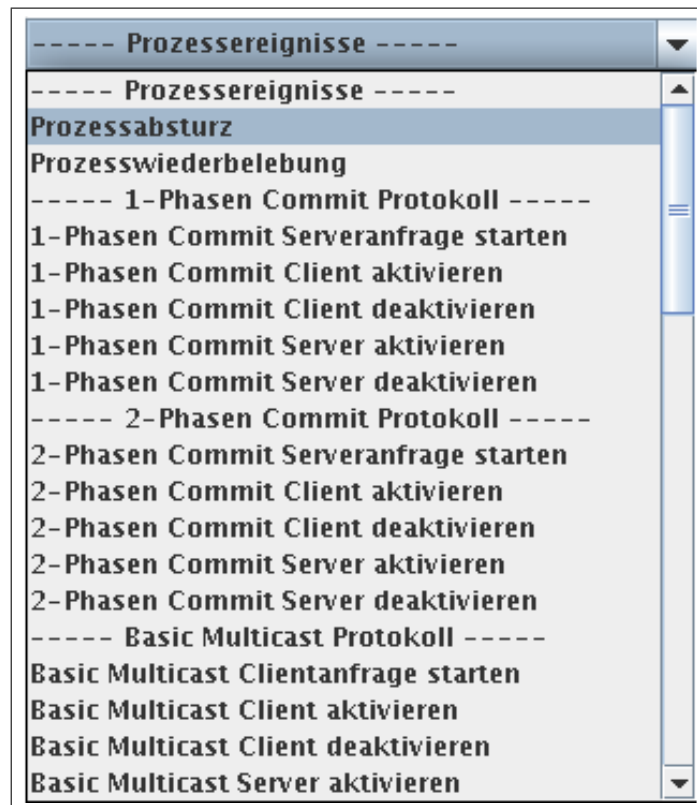 ----- Prozessereignisse -----
----- Prozessereignisse -----
Prozessabsturz
Prozesswiederbelebung
----- 1-Phasen Commit Protokoll -----
1-Phasen Commit Serveranfrage starten
1-Phasen Commit Client aktivieren
1-Phasen Commit Client deaktivieren
1-Phasen Commit Server aktivieren
1-Phasen Commit Server deaktivieren
----- 2-Phasen Commit Protokoll -----
2-Phasen Commit Serveranfrage starten
2-Phasen Commit Client aktivieren
2-Phasen Commit Client deaktivieren
2-Phasen Commit Server aktivieren
2-Phasen Commit Server deaktivieren
----- Basic Multicast Protokoll -----
Basic Multicast Clientanfrage starten
Basic Multicast Client aktivieren
Basic Multicast Client deaktivieren
Basic Multicast Server aktivieren